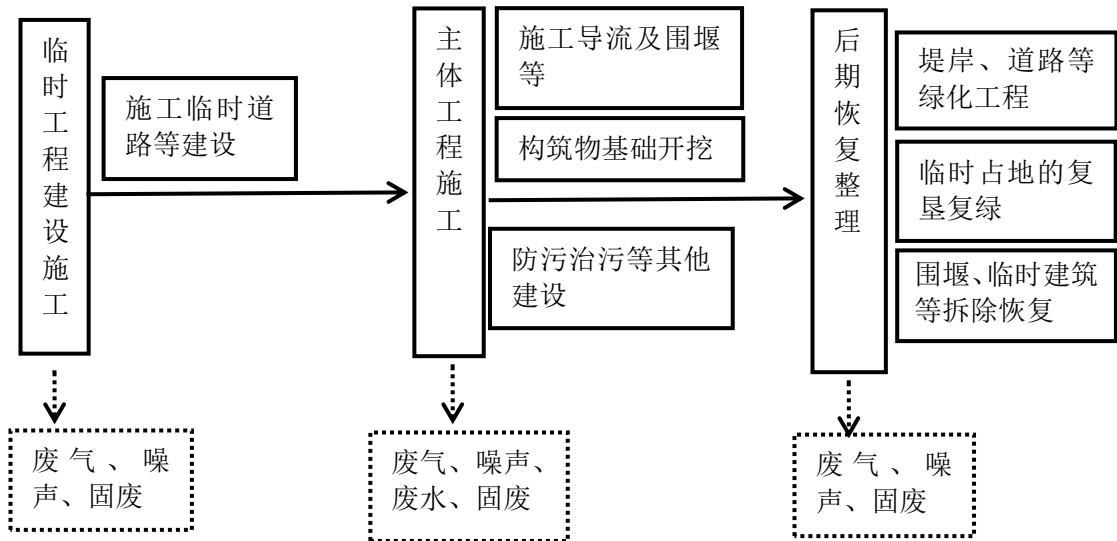 临时工程建设施工
施工临时道
路等建设
主体工程施工
施工导流及围堰
等
构筑物基础开挖
防污治污等其他
建设
后期恢复整理
堤岸、道路等
绿化工程
临时占地的复
垦复绿
围堰、临时建筑
等拆除恢复
废气、噪
声、固废
废气、噪声、
废水、固废
废气、噪
声、固废